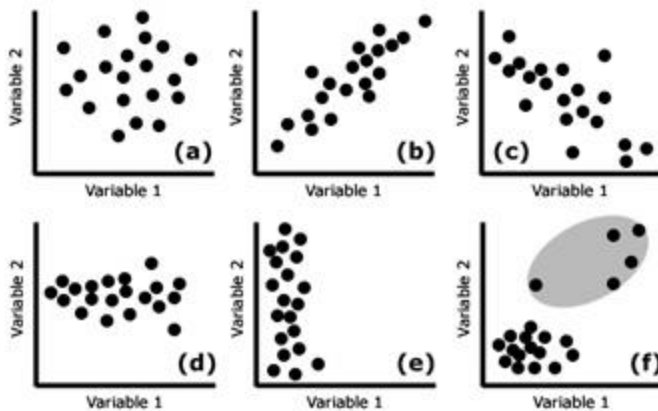 Variable 2
(a)
Variable 1
Variable 2
(b)
Variable 1
Variable 2
(c)
Variable 1
Variable 2
(d)
Variable 1
Variable 2
(e)
Variable 1
Variable 2
(f)
Variable 1